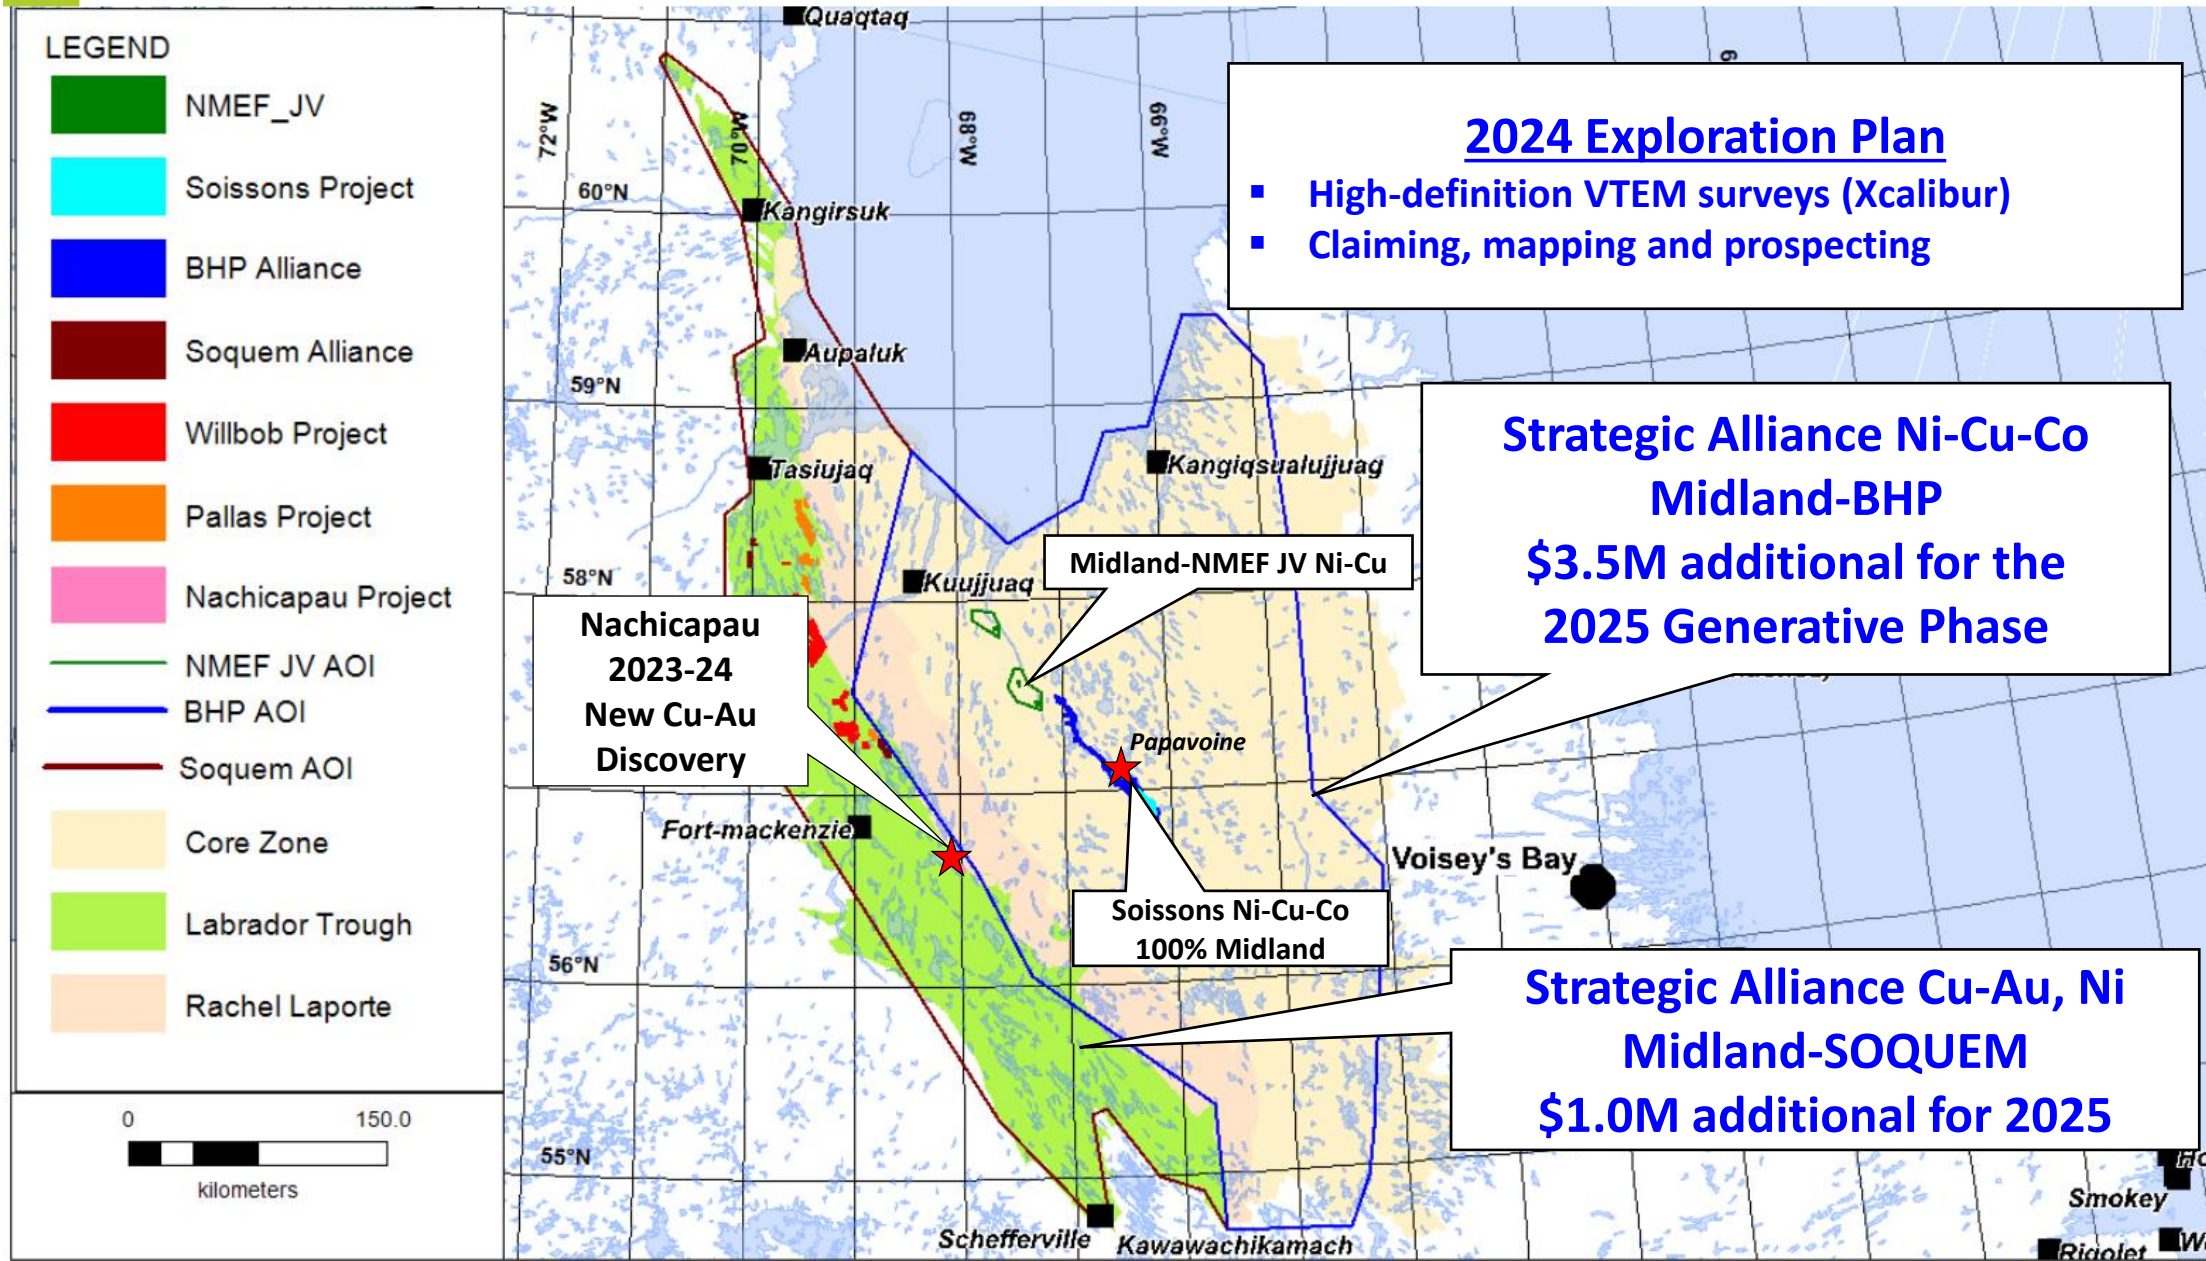 LEGEND
NMEF_JV
Soissons Project
BHP Alliance
Soquem Alliance
Willbob Project
Pallas Project
Nachicapau Project
NMEF JV AOI
BHP AOI
Soquem AOI
Core Zone
Labrador Trough
Rachel Laporte
0 150.0
kilometers
Quaqtaq
72°W
70°W
68°W
66°W
60°N
Kangirsuk
Aupaluk
59°N
Tasiujaq
Kangiqsualujjuag
58°N
Kuujjuaq
2024 Exploration Plan
▪ High-definition VTEM surveys (Xcalibur)
▪ Claiming, mapping and prospecting
Strategic Alliance Ni-Cu-Co
Midland-BHP
$3.5M additional for the
2025 Generative Phase
Midland-NMEF JV Ni-Cu
Nachicapau
2023-24
New Cu-Au
Discovery
Papavoine
Fort-mackenzie
Voisey's Bay
Soissons Ni-Cu-Co
100% Midland
56°N
Strategic Alliance Cu-Au, Ni
Midland-SOQUEM
$1.0M additional for 2025
55°N
Schefferville
Kawawachikamach
Smokey
Rigolet